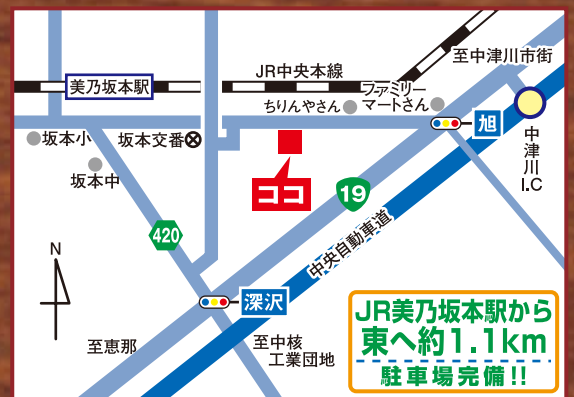 至中津川市街
JR中央本線
美乃坂本駅
ファミリー
マートさん
ちりんやさん
旭
坂本小
坂本交番
坂本中
中津川I.C
ココ
19
420
中央自動車道
N
深沢
至恵那
至中核
工業団地
JR美乃坂本駅から
東へ約1.1km
駐車場完備!!